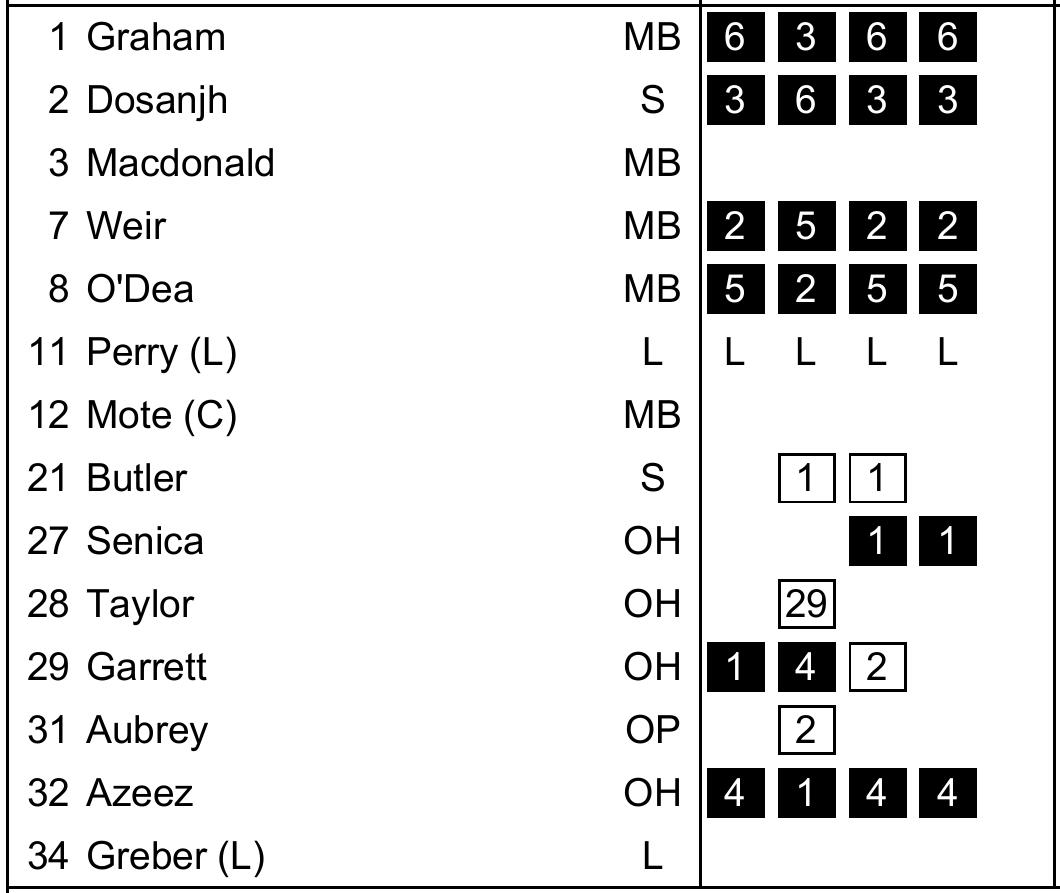 1 Graham MB 6 3 6 6
2 Dosanjh S 3 6 3 3
3 Macdonald MB
7 Weir MB 2 5 2 2
8 O'Dea MB 5 2 5 5
11 Perry (L) L L L L L
12 Mote (C) MB
21 Butler S 1 1
27 Senica OH 1 1
28 Taylor OH 29
29 Garrett OH 1 4 2
31 Aubrey OP 2
32 Azeez OH 4 1 4 4
34 Greber (L) L